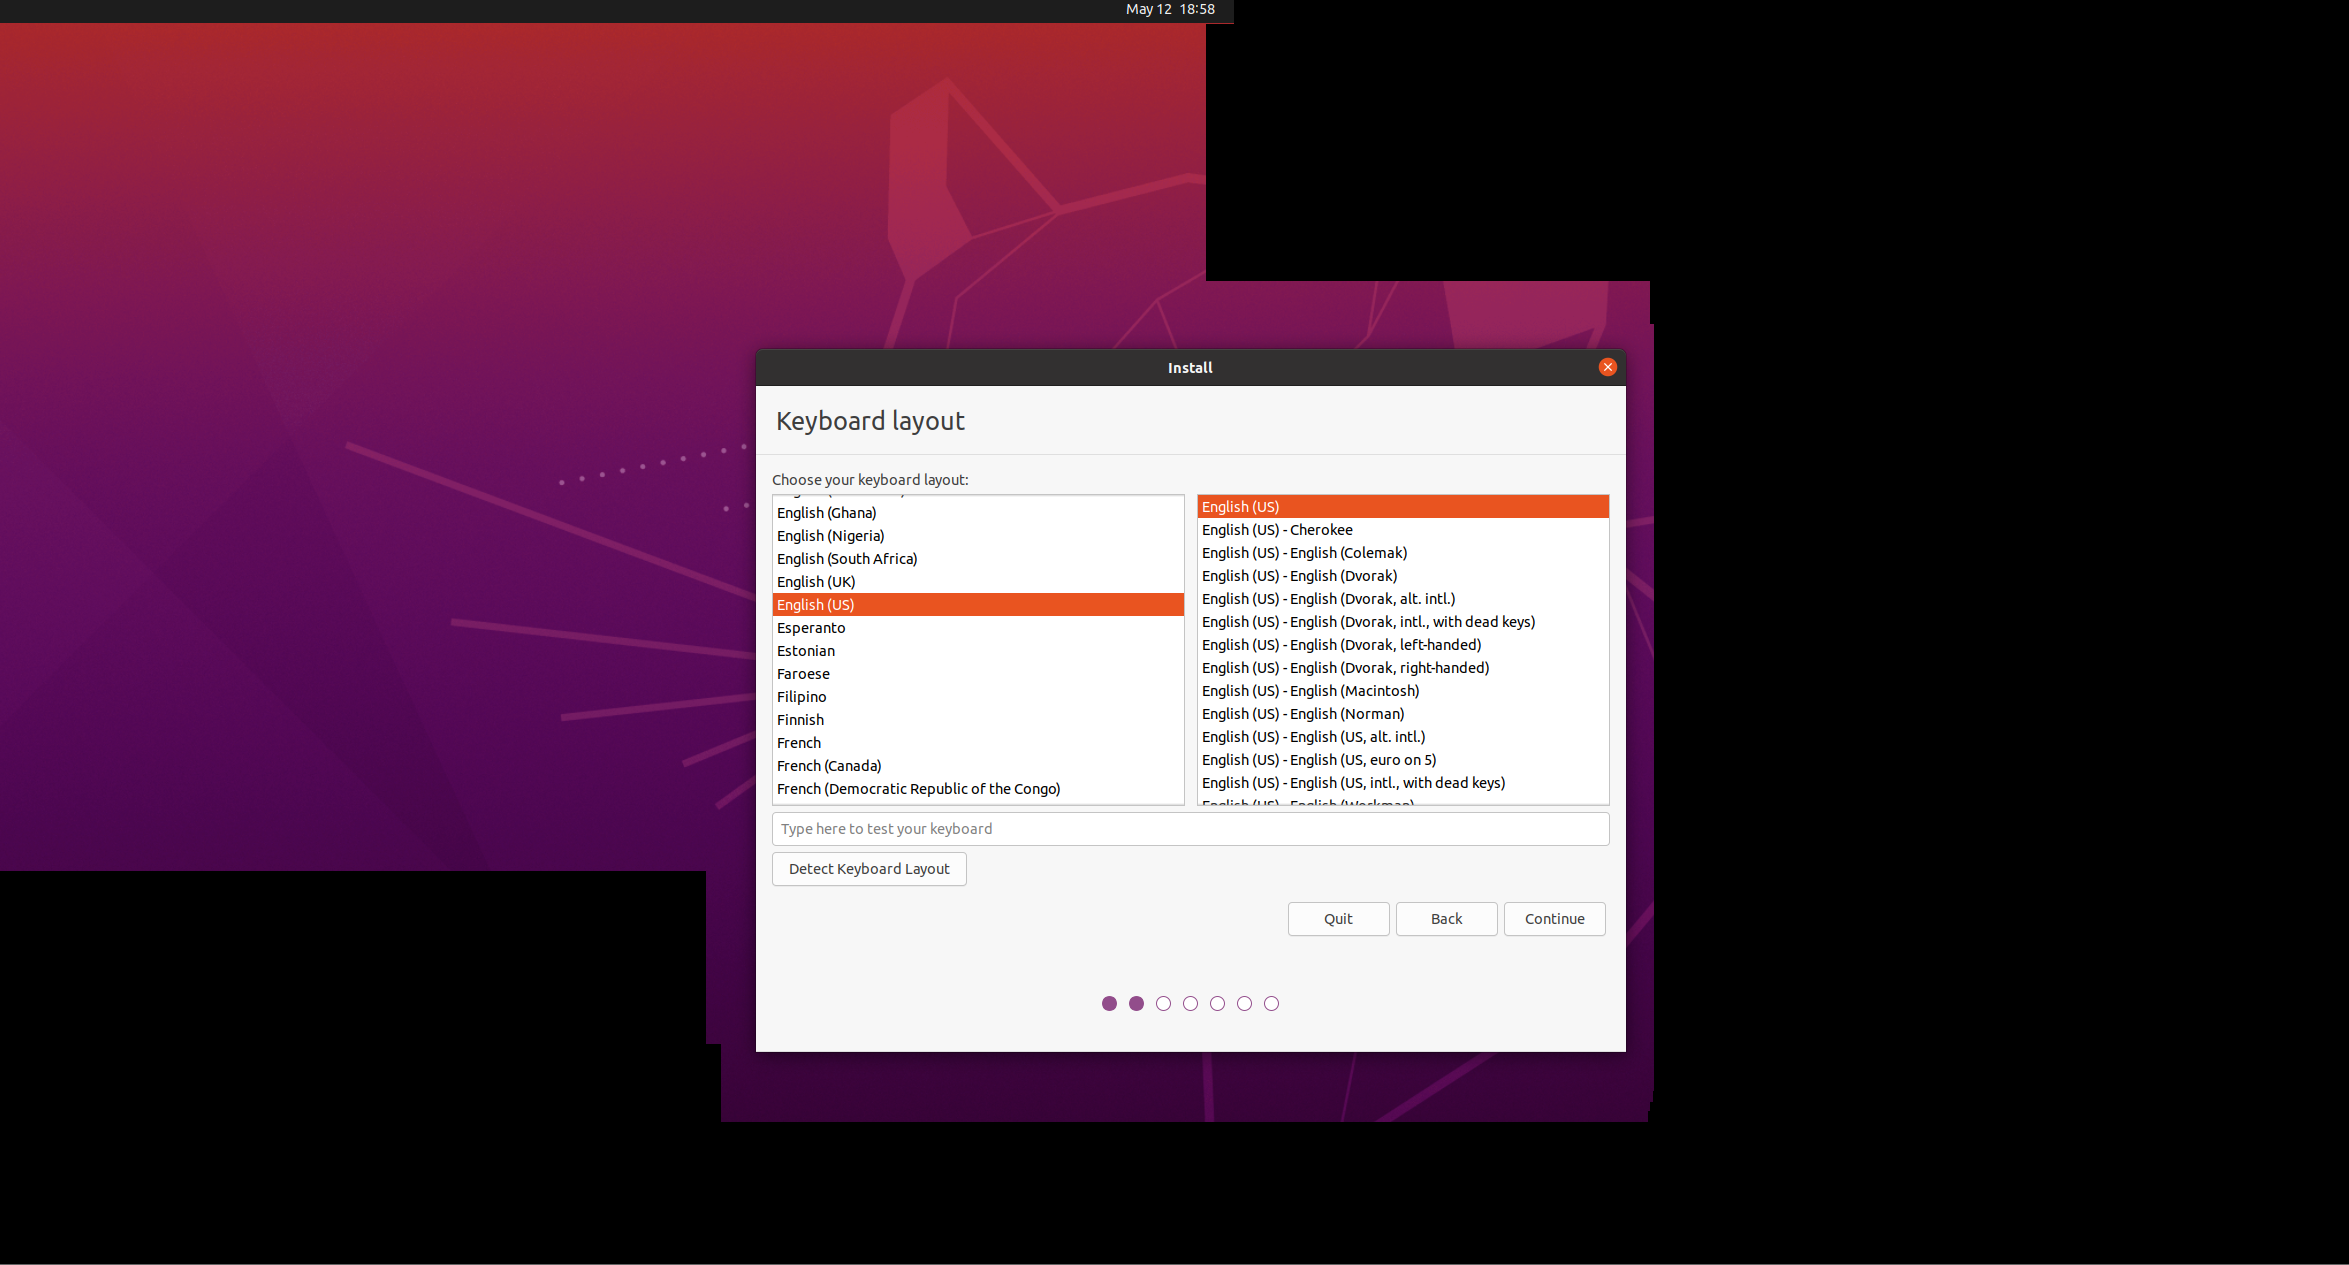 May 12 18:58
Install
Keyboard layout
Choose your keyboard layout:
English (Ghana)
English (Nigeria)
English (South Africa)
English (UK)
English (US)
Esperanto
Estonian
Faroese
Filipino
Finnish
French
French (Canada)
French (Democratic Republic of the Congo)
English (US)
English (US) - Cherokee
English (US) - English (Colemak)
English (US) - English (Dvorak)
English (US) - English (Dvorak, alt. intl.)
English (US) - English (Dvorak, intl., with dead keys)
English (US) - English (Dvorak, left-handed)
English (US) - English (Dvorak, right-handed)
English (US) - English (Macintosh)
English (US) - English (Norman)
English (US) - English (US, alt. intl.)
English (US) - English (US, euro on 5)
English (US) - English (US, intl., with dead keys)
English (US) - English (Workman)
Type here to test your keyboard
Detect Keyboard Layout
Quit
Back
Continue